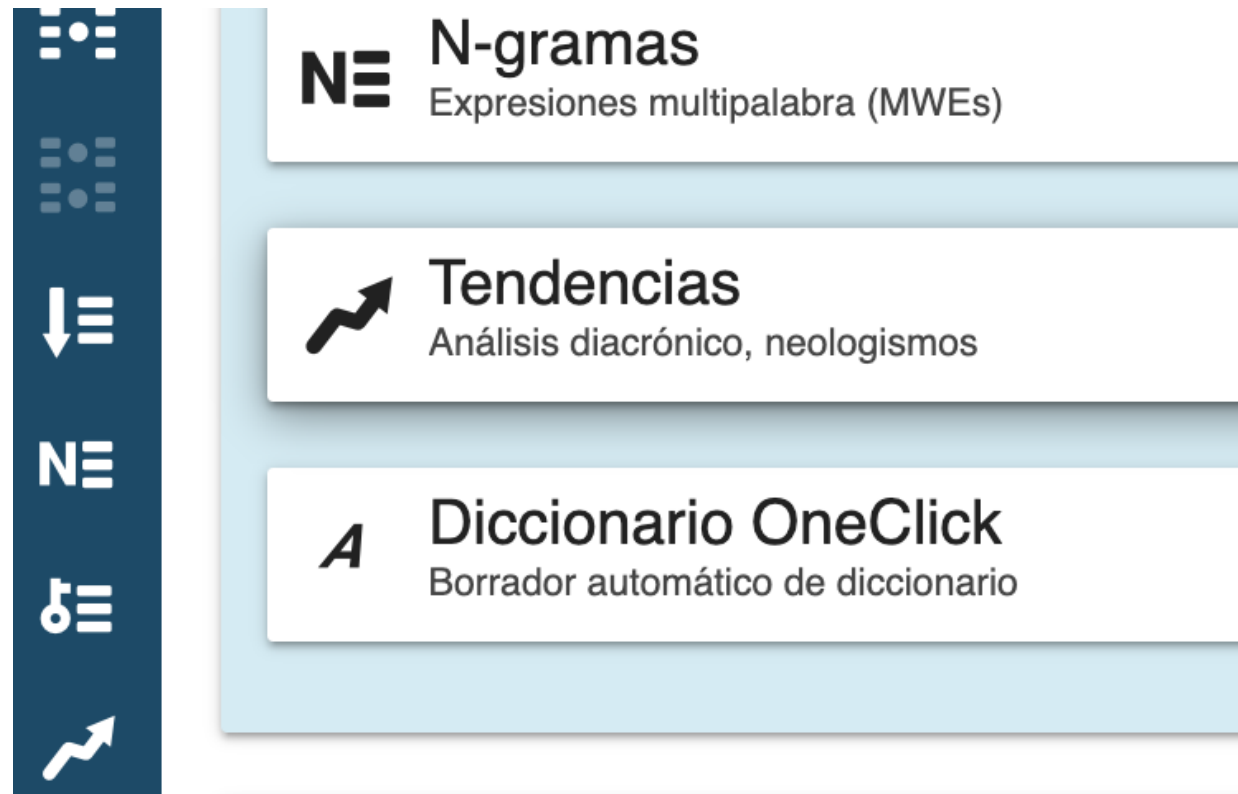 N-gramas
Expresiones multipalabra (MWEs)
Tendencias
Análisis diacrónico, neologismos
Diccionario OneClick
Borrador automático de diccionario